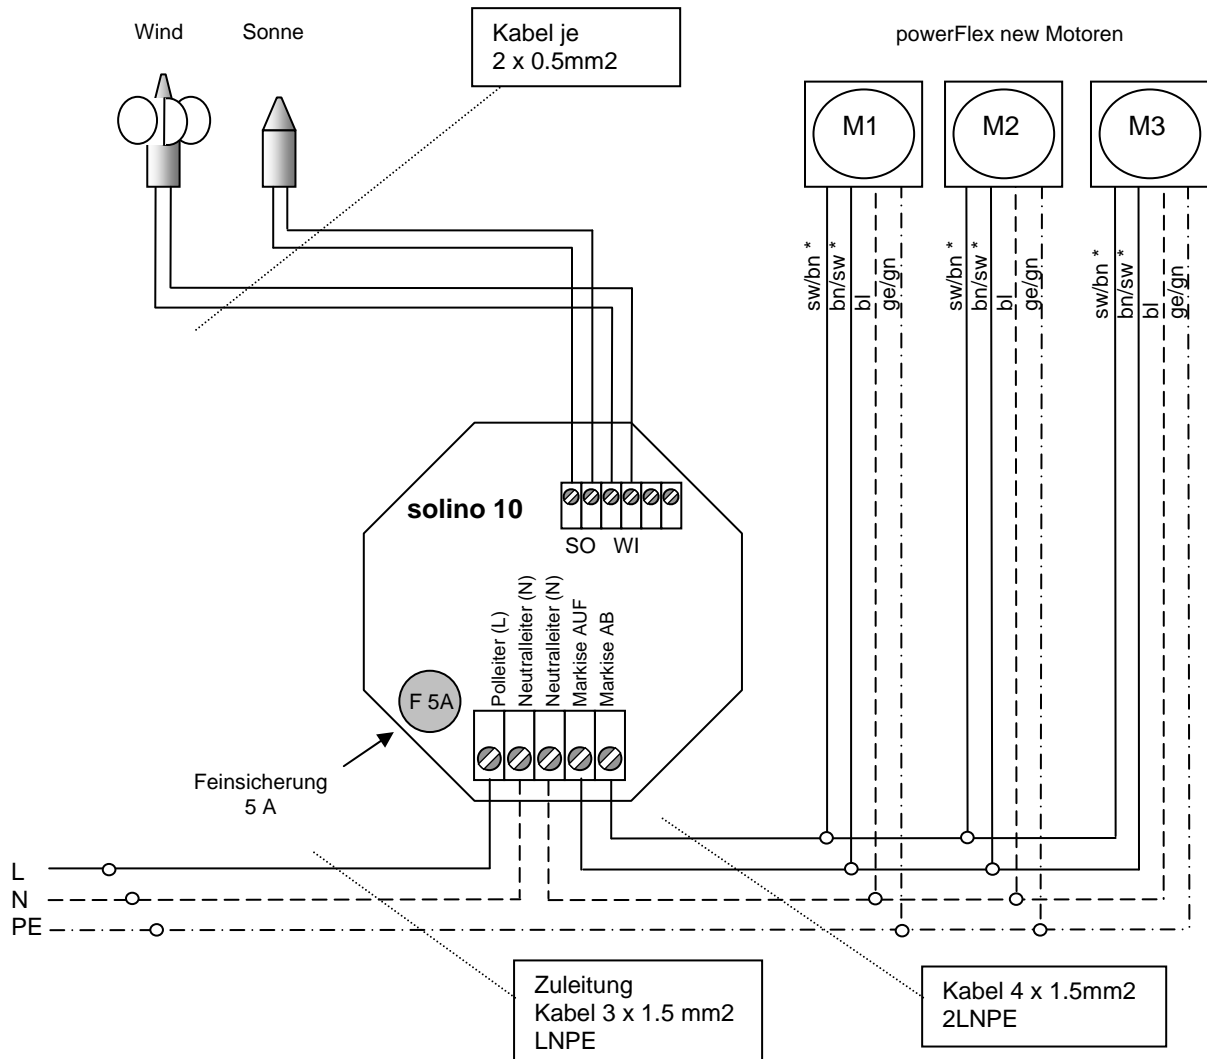 Wind
Sonne
Kabel je
2 x 0.5mm2
powerFlex new Motoren
M1
M2
M3
sw/bn *
bn/sw *
bl
ge/gn
sw/bn *
bn/sw *
bl
ge/gn
sw/bn *
bn/sw *
bl
ge/gn
solino 10
SO
WI
Polleiter (L)
Neutralleiter (N)
Neutralleiter (N)
Markise AUF
Markise AB
F 5A
Feinsicherung
5 A
L
N
PE
Zuleitung
Kabel 3 x 1.5 mm2
LNPE
Kabel 4 x 1.5mm2
2LNPE